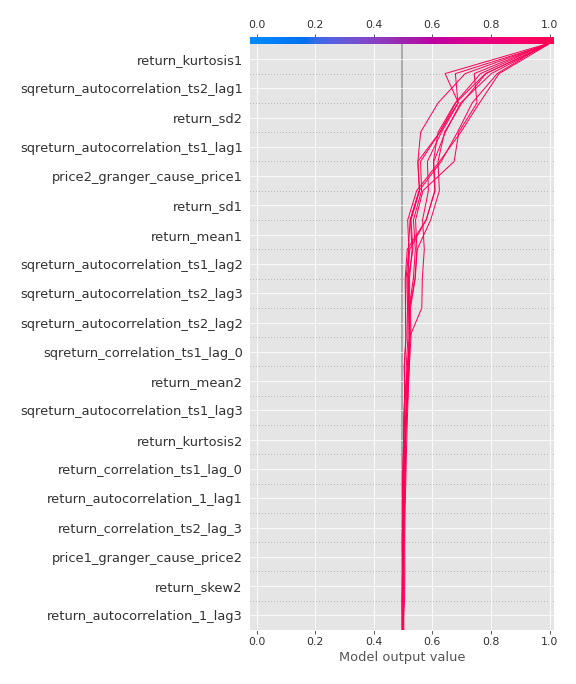 0.0 0.2 0.4 0.6 0.8 1.0
return_kurtosis1
sqreturn_autocorrelation_ts2_lag1
return_sd2
sqreturn_autocorrelation_ts1_lag1
price2_granger_cause_price1
return_sd1
return_mean1
sqreturn_autocorrelation_ts1_lag2
sqreturn_autocorrelation_ts2_lag3
sqreturn_autocorrelation_ts2_lag2
sqreturn_correlation_ts1_lag_0
return_mean2
sqreturn_autocorrelation_ts1_lag3
return_kurtosis2
return_correlation_ts1_lag_0
return_autocorrelation_1_lag1
return_correlation_ts2_lag_3
price1_granger_cause_price2
return_skew2
return_autocorrelation_1_lag3
0.0 0.2 0.4 0.6 0.8 1.0
Model output value